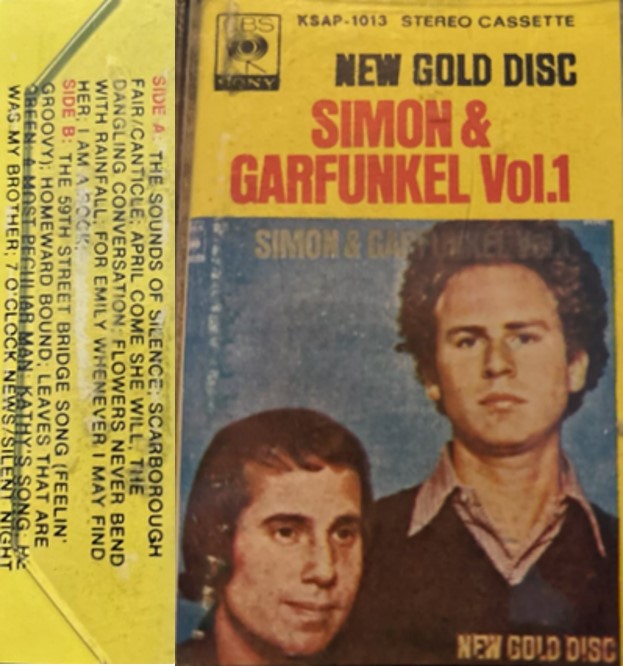 SIDE A: THE SOUNDS OF SILENCE; SCARBOROUGH
FAIR/CANTICLE; APRIL COME SHE WILL; THE
DANGLING CONVERSATION; FLOWERS NEVER BEND
WITH RAINFALL; FOR EMILY WHENEVER I MAY FIND
HER; I AM A ROCK;
SIDE B: THE 59TH STREET BRIDGE SONG (FEELIN'
GROOVY); HOMEWARD BOUND; LEAVES THAT ARE
GREEN; A MOST PECULIAR MAN; KATHY'S SONG; HE
WAS MY BROTHER; 7 O'CLOCK NEWS/SILENT NIGHT
CBS
SONY
KSAP-1013 STEREO CASSETTE
NEW GOLD DISC
SIMON &
GARFUNKEL Vol.1
SIMON & GARFUNKEL
NEW GOLD DISC